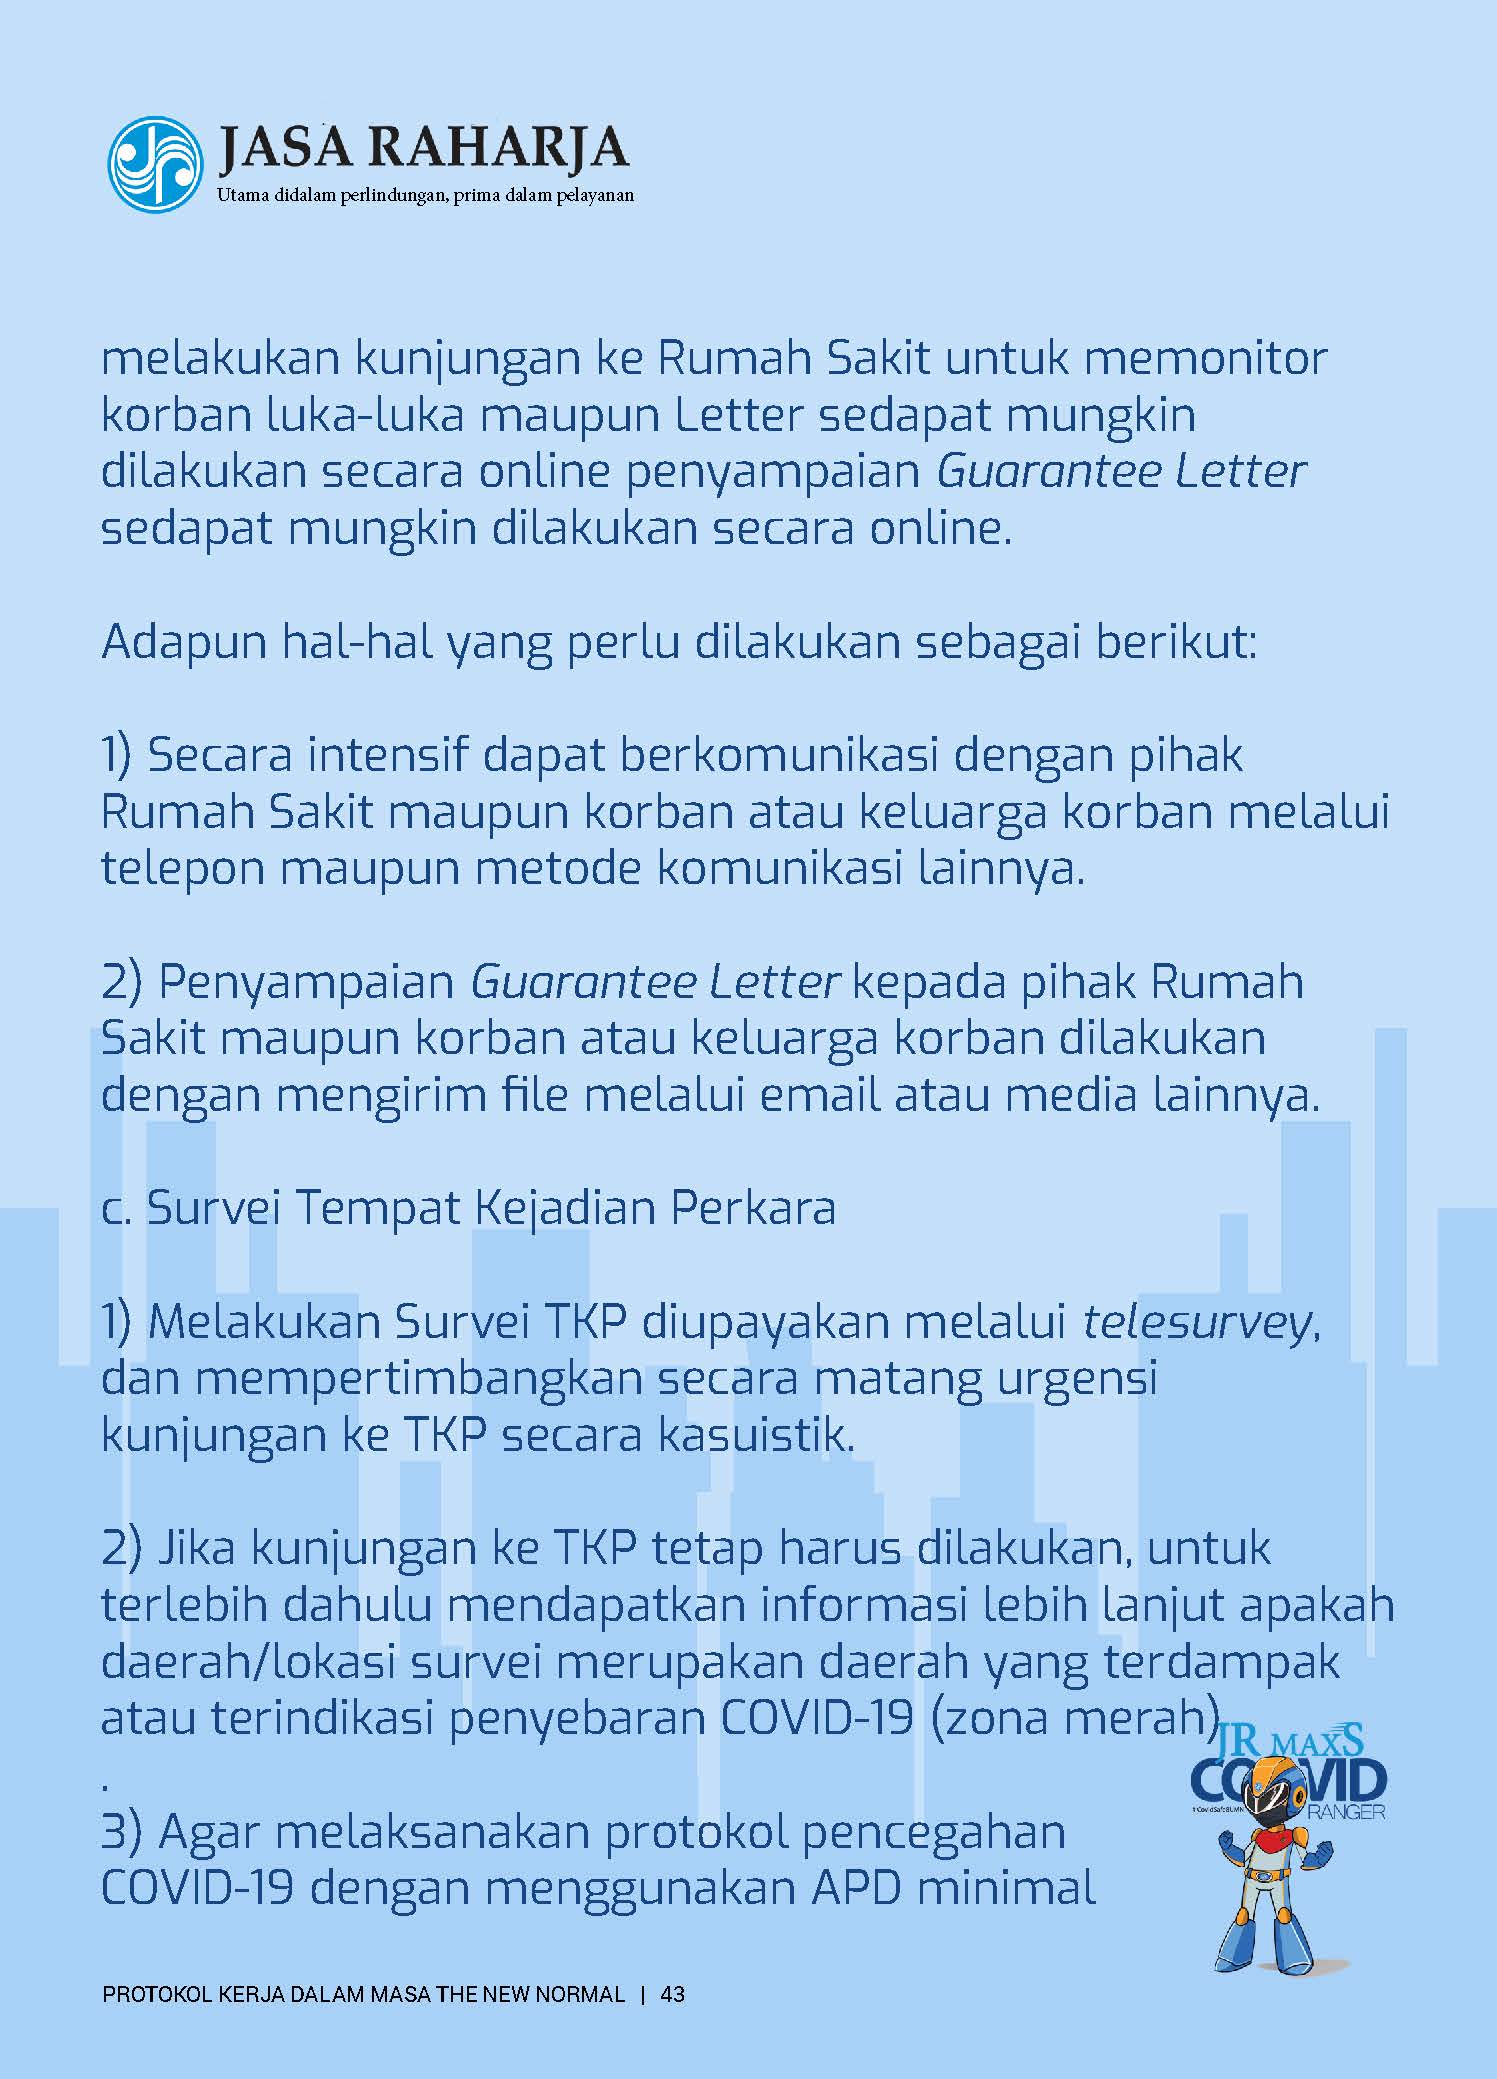 JASA RAHARJA
Utama didalam perlindungan, prima dalam pelayanan
melakukan kunjungan ke Rumah Sakit untuk memonitor
korban luka-luka maupun Letter sedapat mungkin
dilakukan secara online penyampaian Guarantee Letter
sedapat mungkin dilakukan secara online.
Adapun hal-hal yang perlu dilakukan sebagai berikut:
1) Secara intensif dapat berkomunikasi dengan pihak
Rumah Sakit maupun korban atau keluarga korban melalui
telepon maupun metode komunikasi lainnya.
2) Penyampaian Guarantee Letter kepada pihak Rumah
Sakit maupun korban atau keluarga korban dilakukan
dengan mengirim file melalui email atau media lainnya.
c. Survei Tempat Kejadian Perkara
1) Melakukan Survei TKP diupayakan melalui telesurvey,
dan mempertimbangkan secara matang urgensi
kunjungan ke TKP secara kasuistik.
2) Jika kunjungan ke TKP tetap harus dilakukan, untuk
terlebih dahulu mendapatkan informasi lebih lanjut apakah
daerah/lokasi survei merupakan daerah yang terdampak
atau terindikasi penyebaran COVID-19 (zona merah)
.
3) Agar melaksanakan protokol pencegahan
COVID-19 dengan menggunakan APD minimal
JR MAXS
COVID
#CovidSafeBUMN
RANGER
PROTOKOL KERJA DALAM MASA THE NEW NORMAL | 43